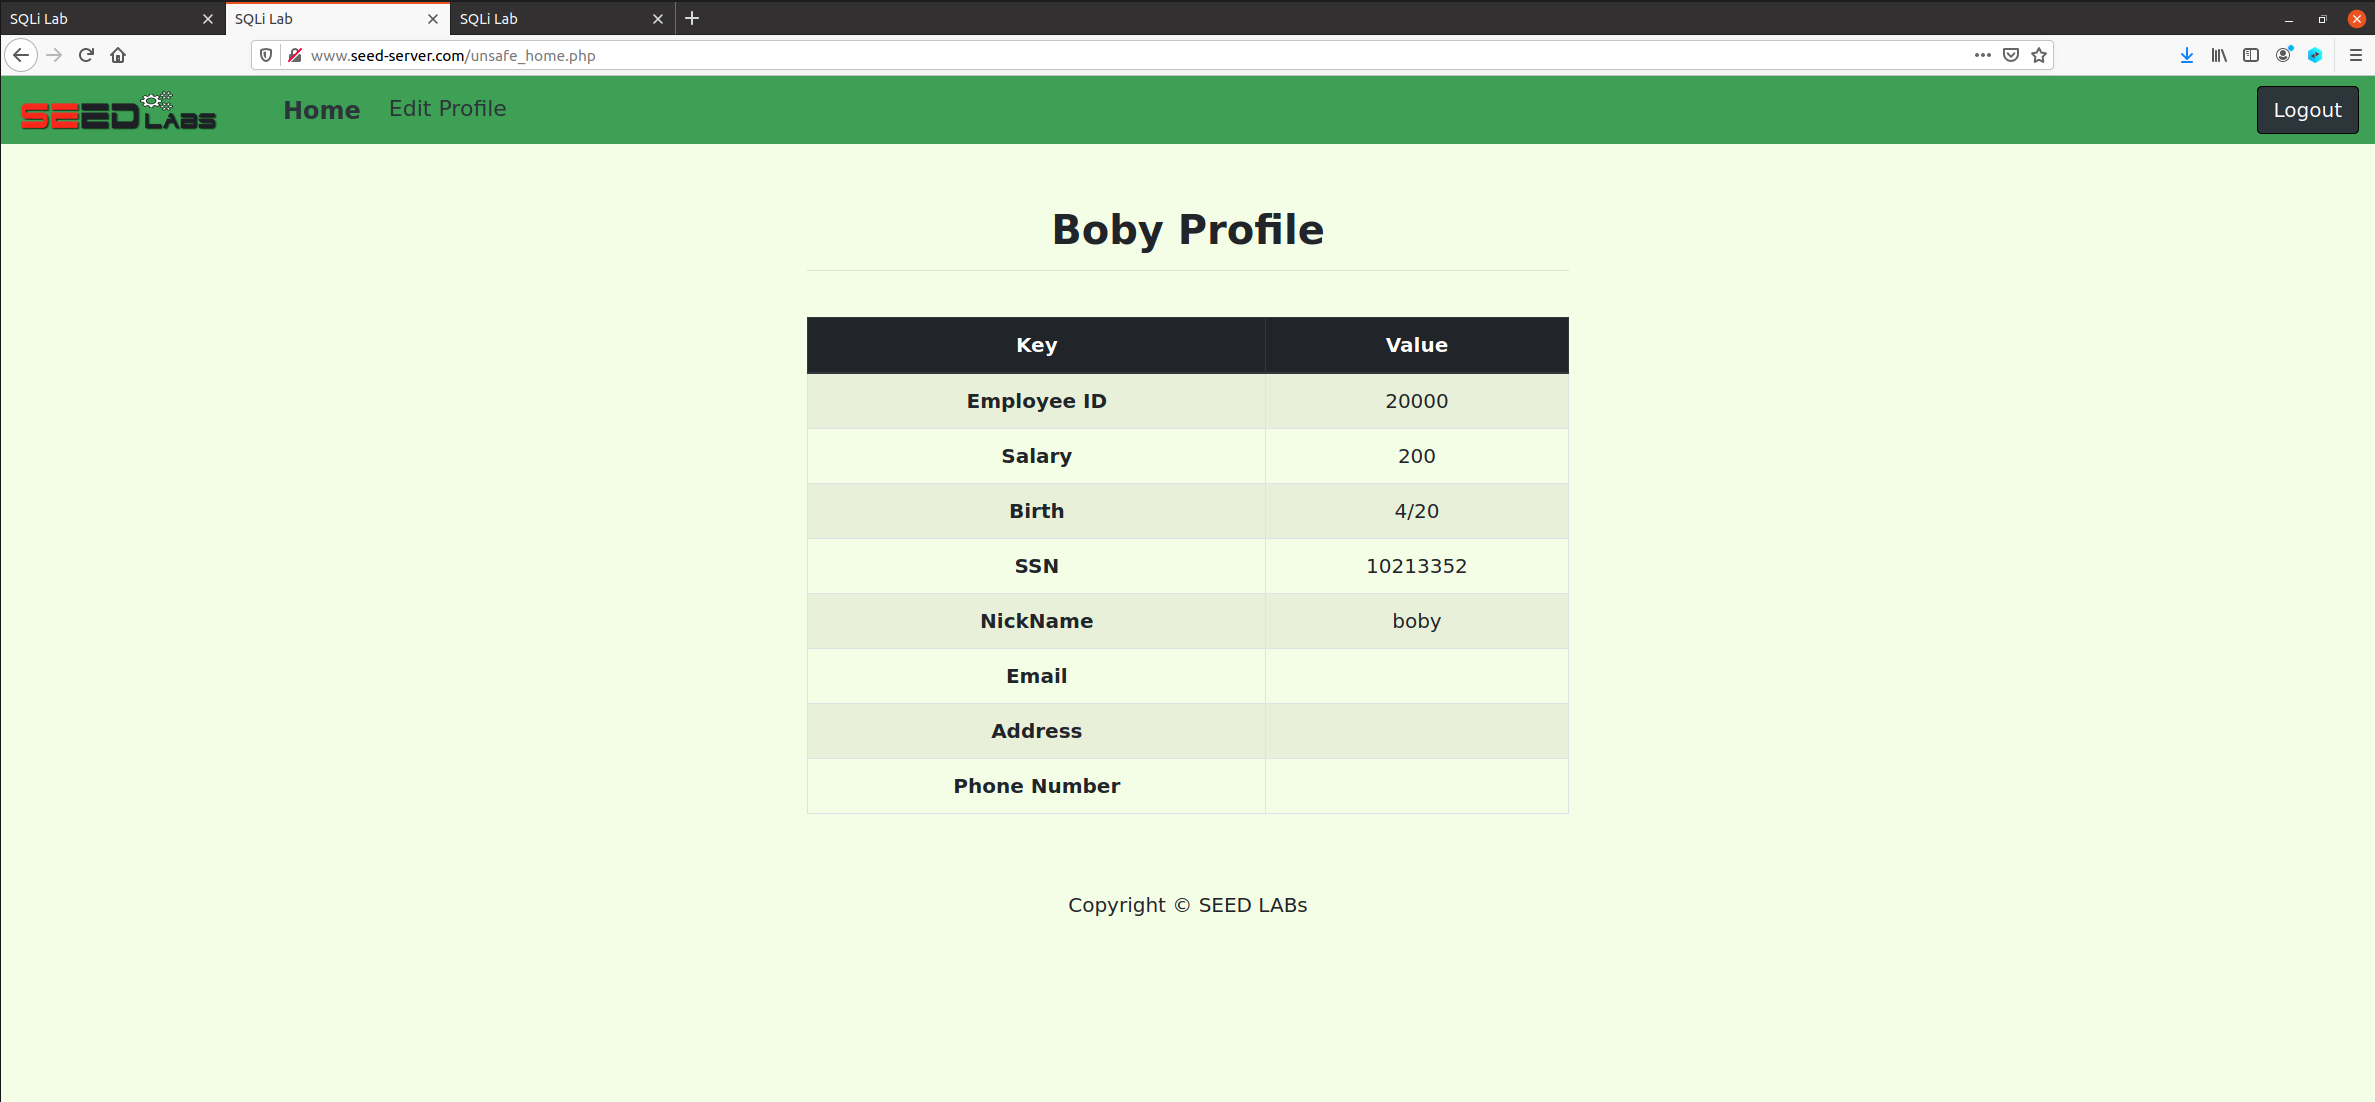 SQLi Lab SQLi Lab SQLi Lab
www.seed-server.com/unsafe_home.php
SEED LABS Home Edit Profile Logout
Boby Profile
Key Value
Employee ID 20000
Salary 200
Birth 4/20
SSN 10213352
NickName boby
Email
Address
Phone Number
Copyright © SEED LABs